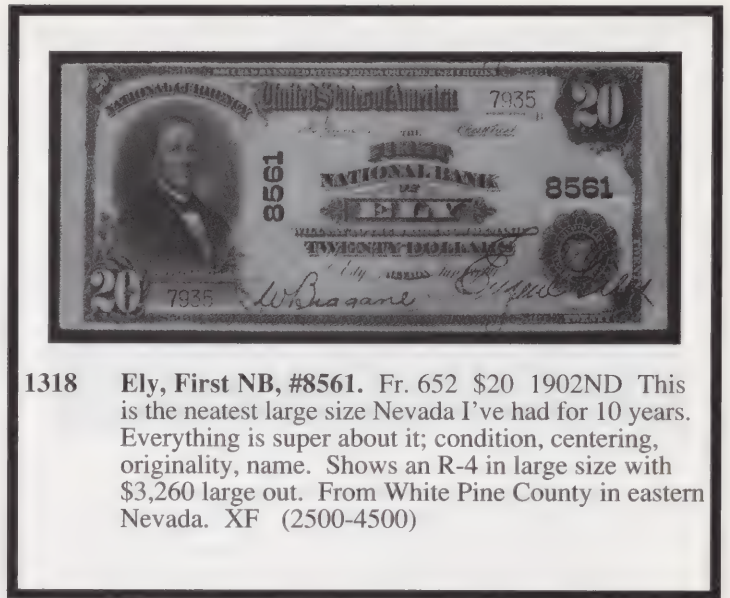 NATIONAL CURRENCY
United States of America
7935
20
THE
FIRST
NATIONAL BANK
OF
ELY
8561
8561
TWENTY DOLLARS
20
7935
1318 Ely, First NB, #8561. Fr. 652 $20 1902ND This
is the neatest large size Nevada I've had for 10 years.
Everything is super about it; condition, centering,
originality, name. Shows an R-4 in large size with
$3,260 large out. From White Pine County in eastern
Nevada. XF (2500-4500)